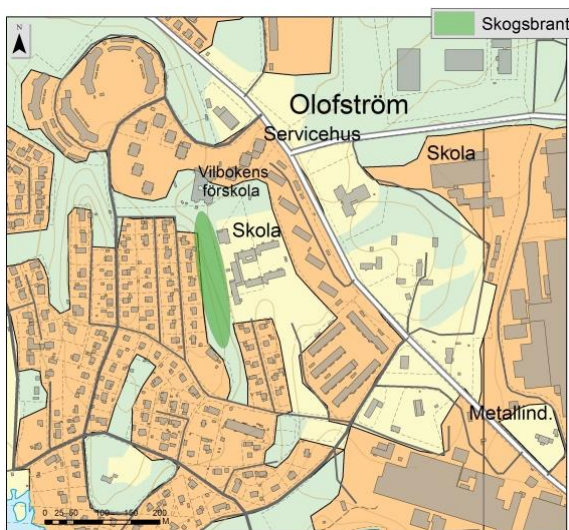 N
Skogsbrant
Olofström
Servicehus
Skola
Vilbokens
förskola
Skola
Metallind.
0 25 50 100 150 200
M